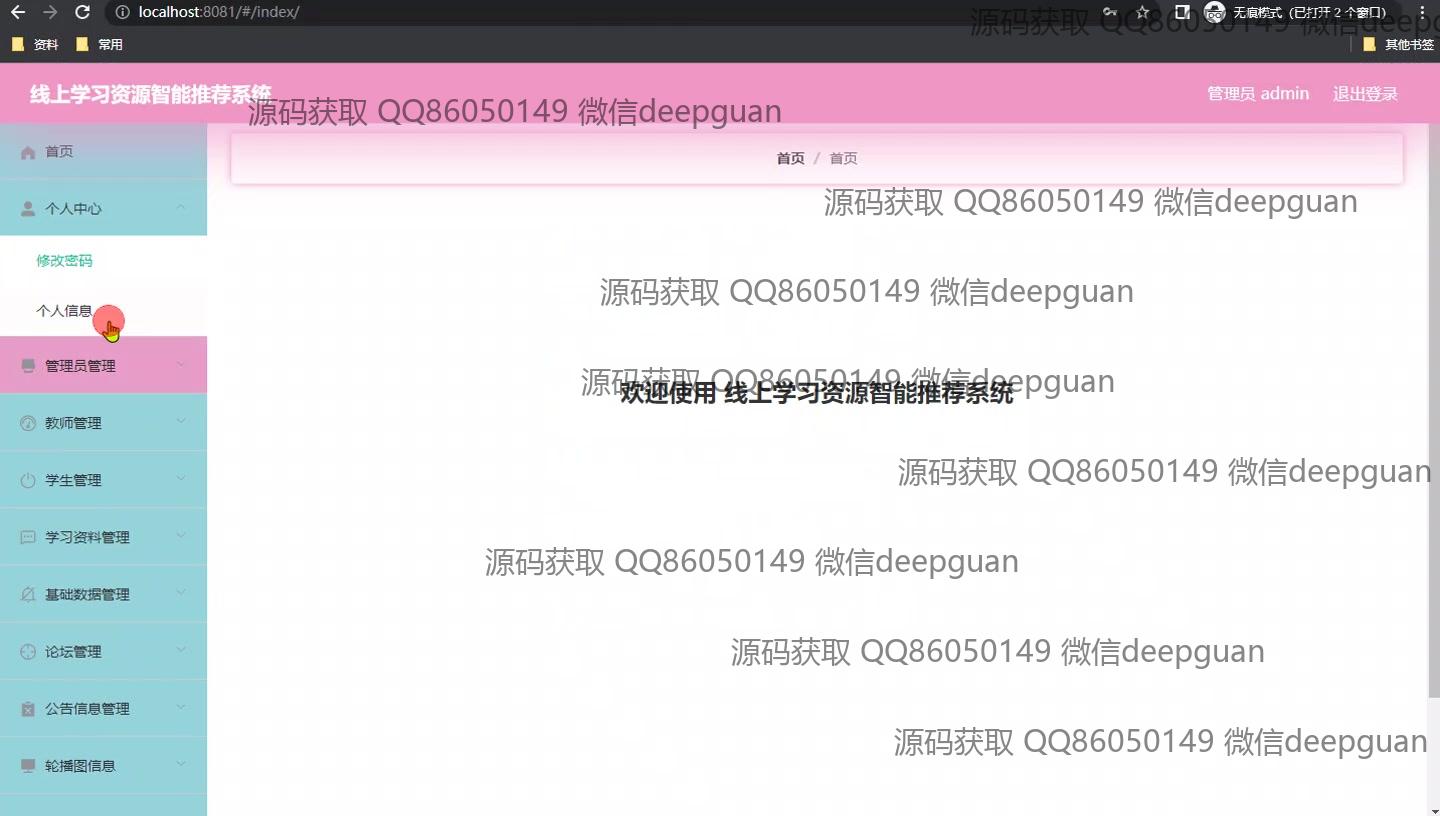 localhost:8081/#/index/
无痕模式 (已打开 2 个窗口)
源码获取 QQ86050149 微信deepg
资料
常用
其他书签
线上学习资源智能推荐系统
管理员 admin
退出登录
源码获取 QQ86050149 微信deepguan
首页
首页 / 首页
个人中心
源码获取 QQ86050149 微信deepguan
修改密码
源码获取 QQ86050149 微信deepguan
个人信息
管理员管理
源码获取 QQ86050149 微信deepguan
欢迎使用 线上学习资源智能推荐系统
教师管理
学生管理
源码获取 QQ86050149 微信deepguan
学习资料管理
源码获取 QQ86050149 微信deepguan
基础数据管理
论坛管理
源码获取 QQ86050149 微信deepguan
公告信息管理
源码获取 QQ86050149 微信deepguan
轮播图信息